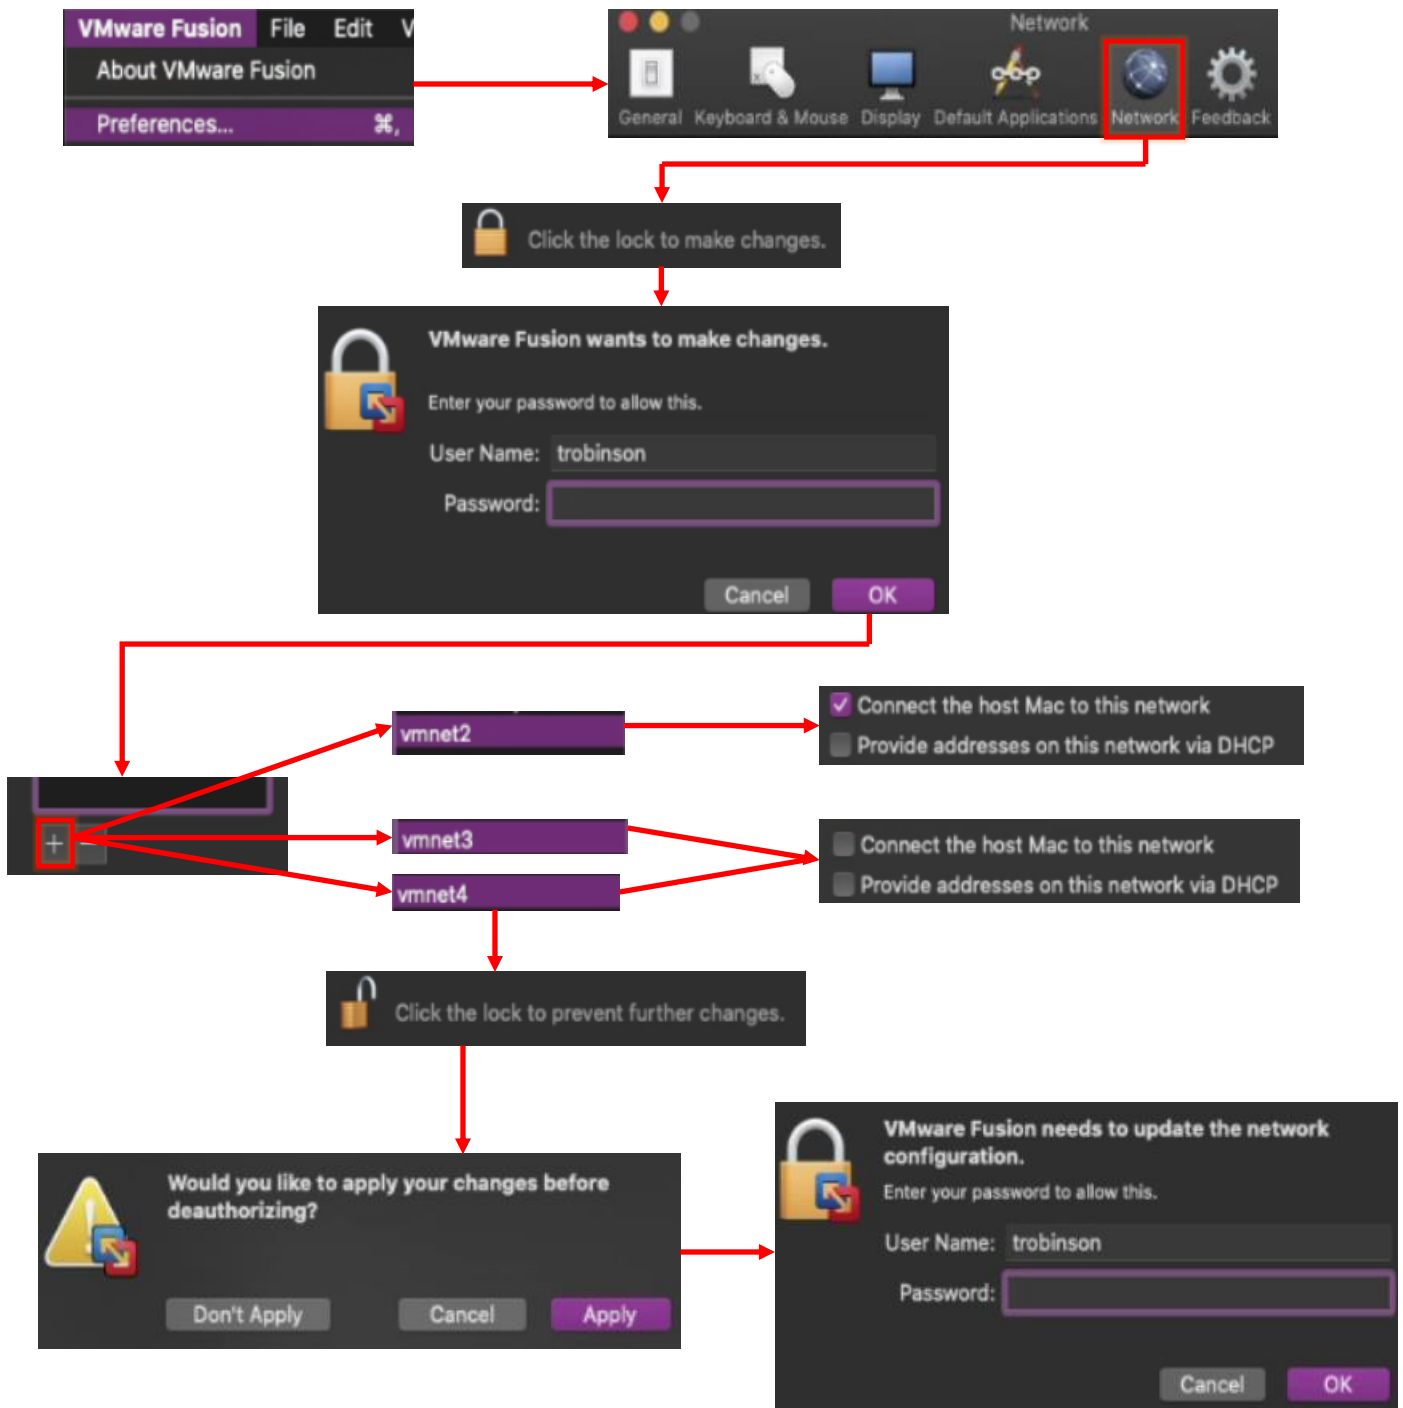 VMware Fusion File Edit V
About VMware Fusion
Preferences... ⌘,
Network
General Keyboard & Mouse Display Default Applications Network Feedback
Click the lock to make changes.
VMware Fusion wants to make changes.
Enter your password to allow this.
User Name: trobinson
Password:
Cancel OK
vmnet2
Connect the host Mac to this network
Provide addresses on this network via DHCP
+ −
vmnet3
vmnet4
Connect the host Mac to this network
Provide addresses on this network via DHCP
Click the lock to prevent further changes.
Would you like to apply your changes before
deauthorizing?
Don't Apply Cancel Apply
VMware Fusion needs to update the network
configuration.
Enter your password to allow this.
User Name: trobinson
Password:
Cancel OK